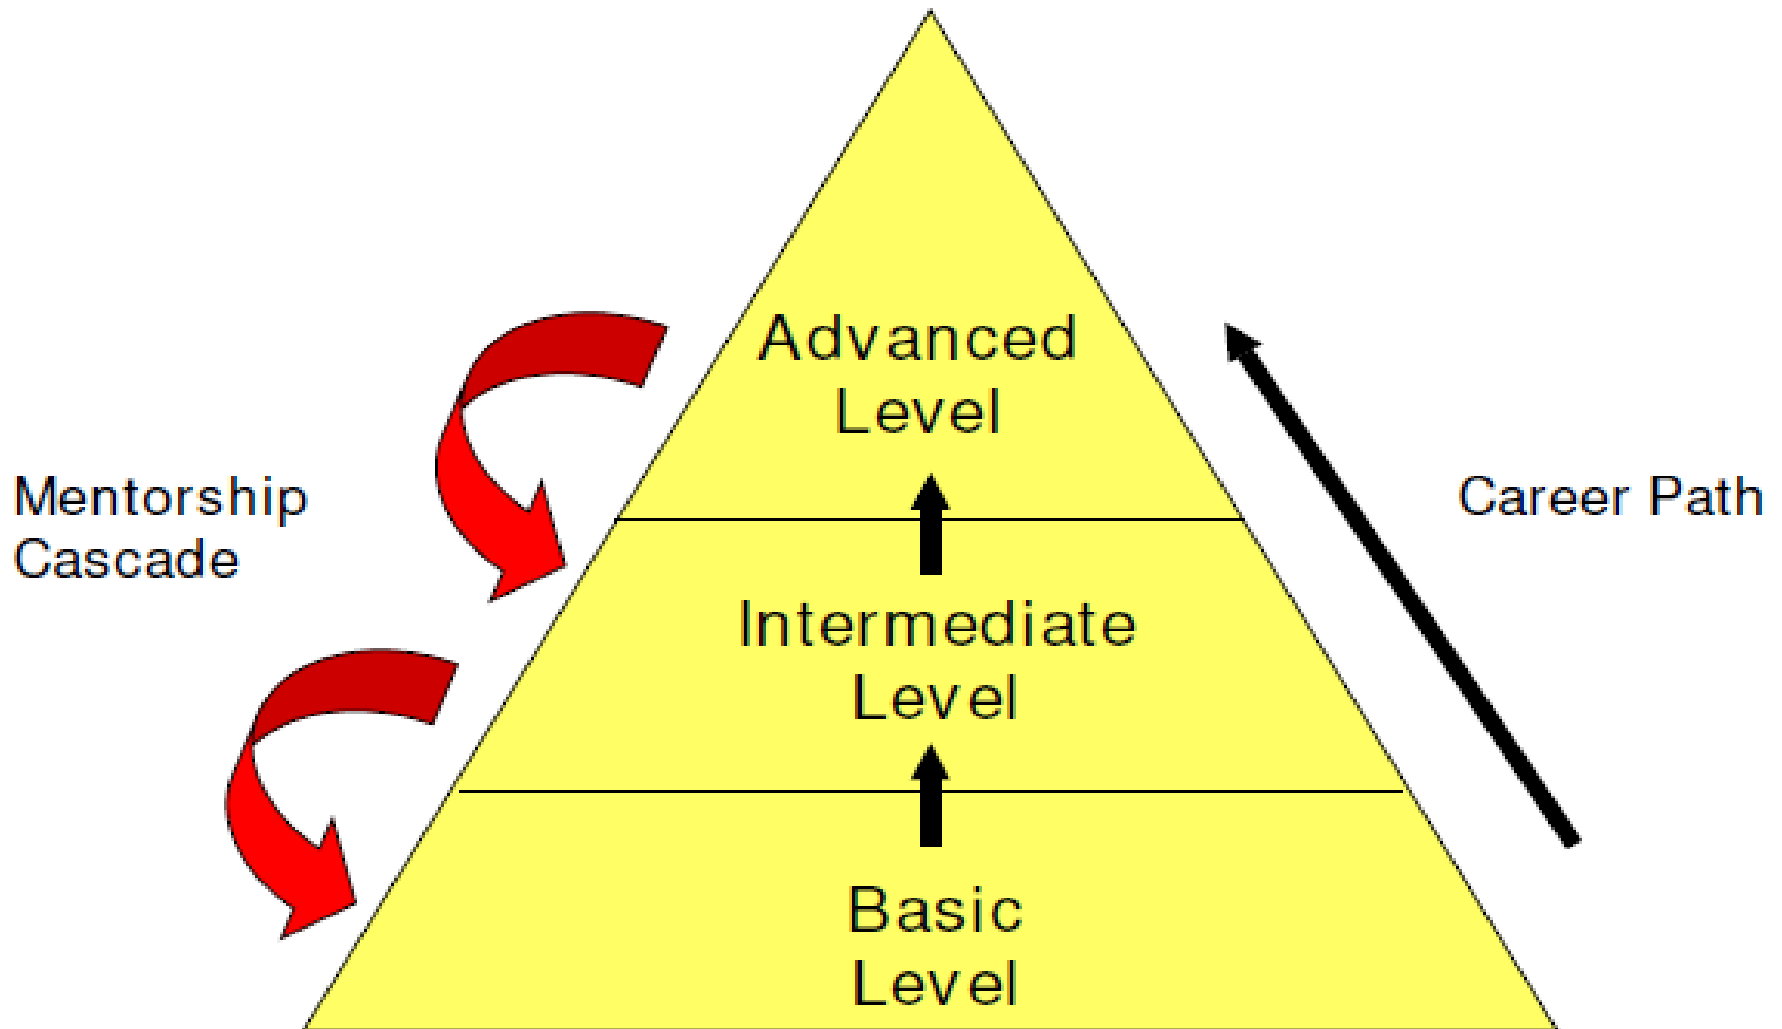 Advanced
Level
Mentorship
Cascade
Career Path
Intermediate
Level
Basic
Level